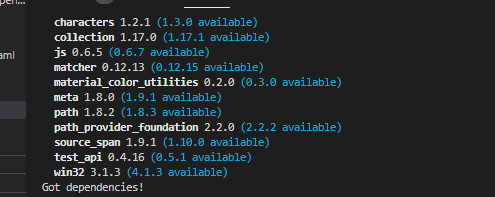 aml
characters 1.2.1 (1.3.0 available)
collection 1.17.0 (1.17.1 available)
js 0.6.5 (0.6.7 available)
matcher 0.12.13 (0.12.15 available)
material_color_utilities 0.2.0 (0.3.0 available)
meta 1.8.0 (1.9.1 available)
path 1.8.2 (1.8.3 available)
path_provider_foundation 2.2.0 (2.2.2 available)
source_span 1.9.1 (1.10.0 available)
test_api 0.4.16 (0.5.1 available)
win32 3.1.3 (4.1.3 available)
Got dependencies!